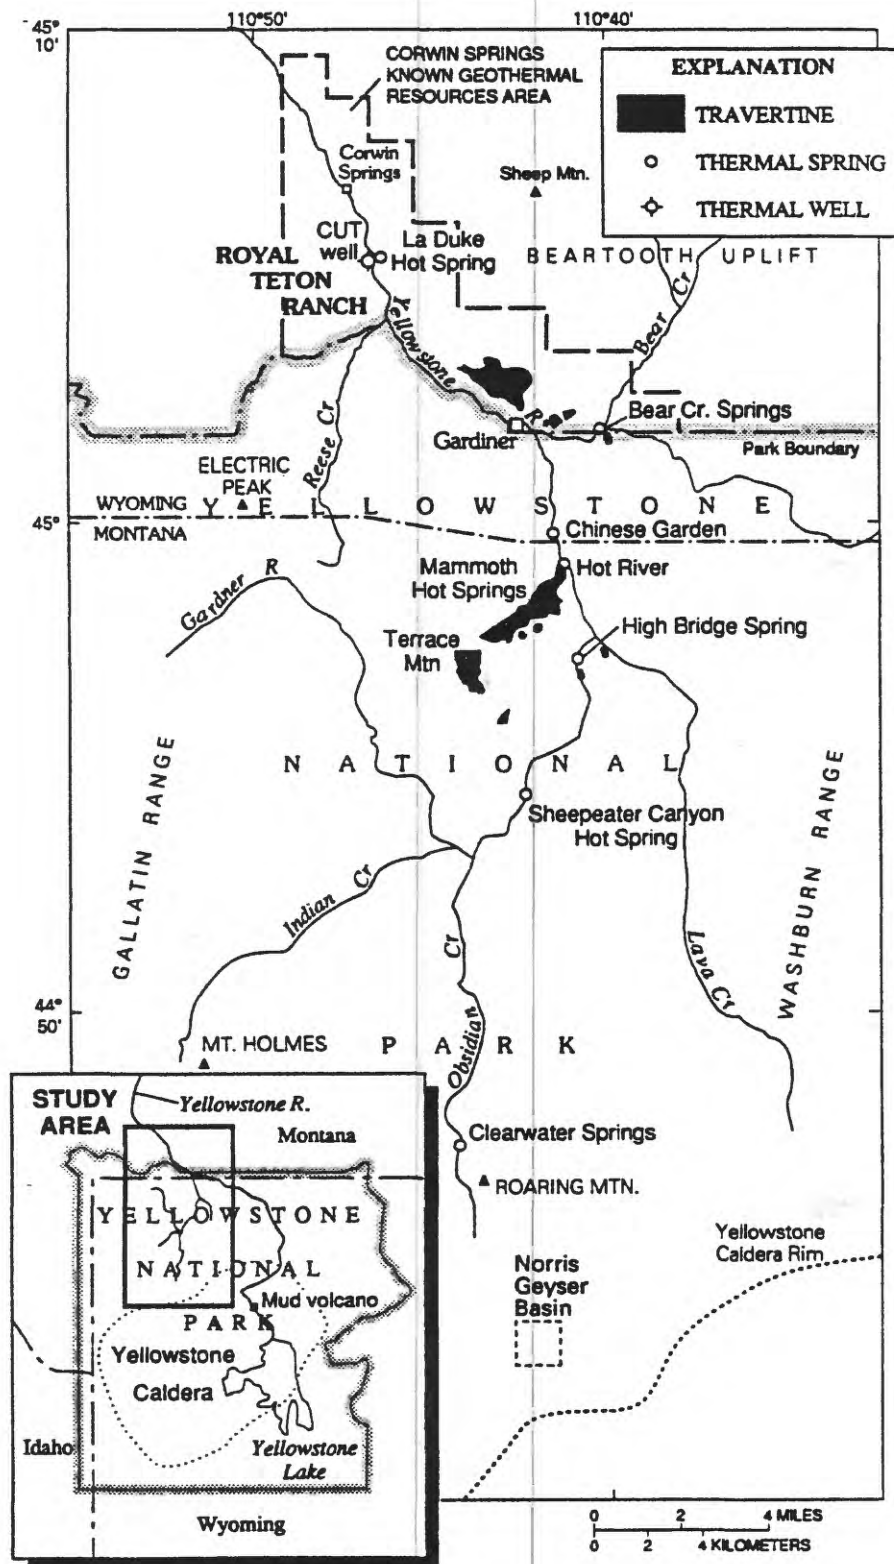 110°50'
110°40'
45°
10'
CORWIN SPRINGS
KNOWN GEOTHERMAL
RESOURCES AREA
EXPLANATION
TRAVERTINE
THERMAL SPRING
THERMAL WELL
Corwin
Springs
Sheep Mtn.
CUT
well
La Duke
Hot Spring
BEARTOOTH UPLIFT
ROYAL
TETON
RANCH
Bear Cr
Yellowstone
R.
Reese Cr
Bear Cr. Springs
Gardiner
Park Boundary
ELECTRIC
PEAK
WYOMING
YELLOWSTONE
45°
MONTANA
Chinese Garden
Mammoth
Hot Springs
Hot River
Gardner R
High Bridge Spring
Terrace
Mtn
GALLATIN RANGE
NATIONAL
WASHBURN RANGE
Sheepeater Canyon
Hot Spring
Indian Cr
Lava Cr
44°
50'
Obsidian Cr
MT. HOLMES
PARK
Clearwater Springs
ROARING MTN.
Yellowstone
Caldera Rim
Norris
Geyser
Basin
STUDY
AREA
Yellowstone R.
Montana
YELLOWSTONE
NATIONAL
Mud volcano
PARK
Yellowstone
Caldera
Idaho
Yellowstone
Lake
Wyoming
0 2 4 MILES
0 2 4 KILOMETERS